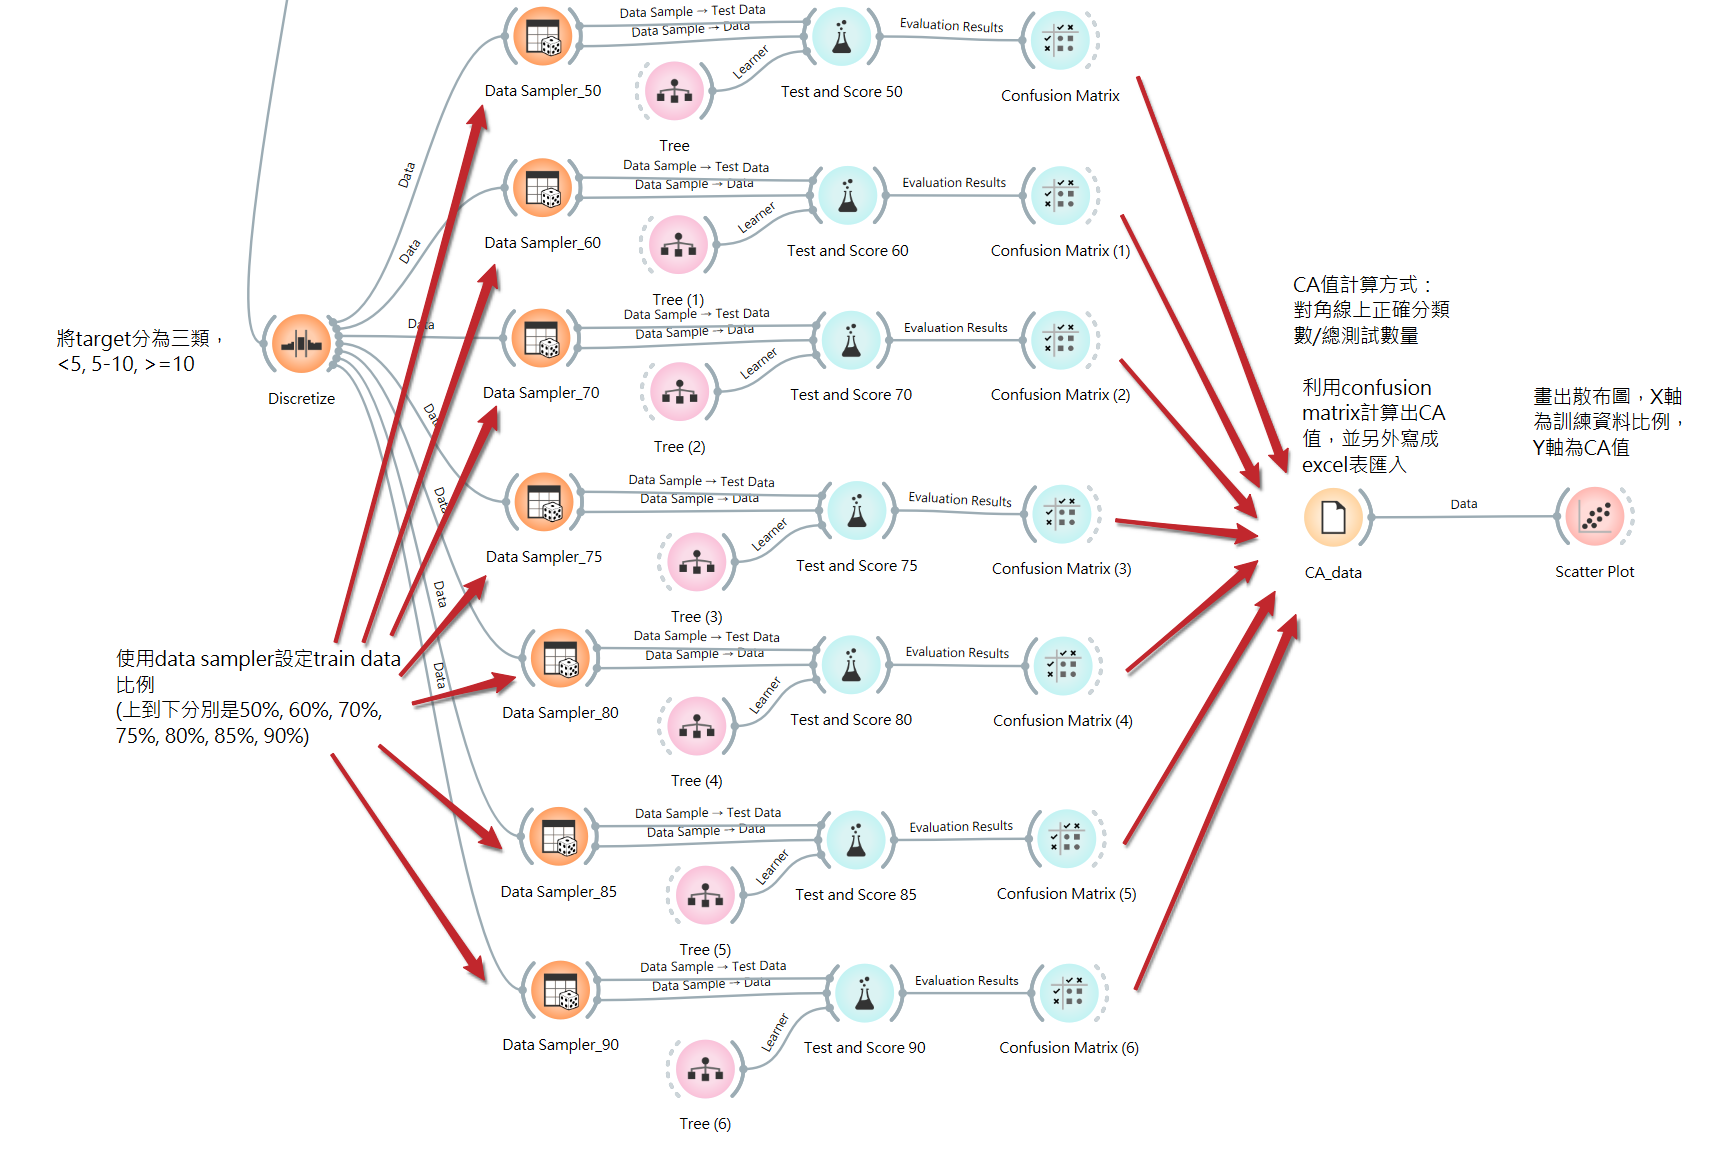 Data Sample → Test Data
Data Sample → Data
Evaluation Results
Learner
Data Sampler_50
Test and Score 50
Confusion Matrix
Tree
Data
Data Sample → Test Data
Data Sample → Data
Evaluation Results
Learner
Data Sampler_60
Test and Score 60
Confusion Matrix (1)
Data
Tree (1)
Data Sample → Test Data
Data Sample → Data
Evaluation Results
Data
Learner
Data Sampler_70
Test and Score 70
Confusion Matrix (2)
Tree (2)
將target分為三類，
<5, 5-10, >=10
Discretize
Data
Data Sample → Test Data
Data Sample → Data
Evaluation Results
Learner
Data Sampler_75
Test and Score 75
Confusion Matrix (3)
Tree (3)
Data
Data
Data Sample → Test Data
Data Sample → Data
Evaluation Results
Learner
Data Sampler_80
Test and Score 80
Confusion Matrix (4)
Tree (4)
Data
使用data sampler設定train data
比例
(上到下分別是50%, 60%, 70%,
75%, 80%, 85%, 90%)
Data Sample → Test Data
Data Sample → Data
Evaluation Results
Learner
Data Sampler_85
Test and Score 85
Confusion Matrix (5)
Tree (5)
Data Sample → Test Data
Data Sample → Data
Evaluation Results
Learner
Data Sampler_90
Test and Score 90
Confusion Matrix (6)
Tree (6)
CA值計算方式：
對角線上正確分類
數/總測試數量
利用confusion
matrix計算出CA
值，並另外寫成
excel表匯入
CA_data
Data
畫出散布圖，X軸
為訓練資料比例，
Y軸為CA值
Scatter Plot